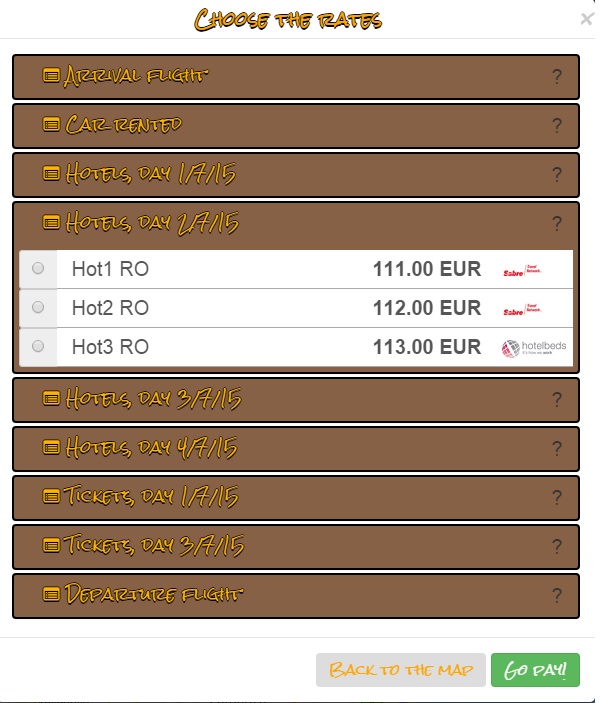 Choose the rates ×
Arrival flight ?
Car rented ?
Hotels, day 1/7/15 ?
Hotels, day 2/7/15 ?
Hot1 RO 111.00 EUR Sabre Travel Network
Hot2 RO 112.00 EUR Sabre Travel Network
Hot3 RO 113.00 EUR hotelbeds
Hotels, day 3/7/15 ?
Hotels, day 4/7/15 ?
Tickets, day 1/7/15 ?
Tickets, day 3/7/15 ?
Departure flight ?
Back to the map Go pay!